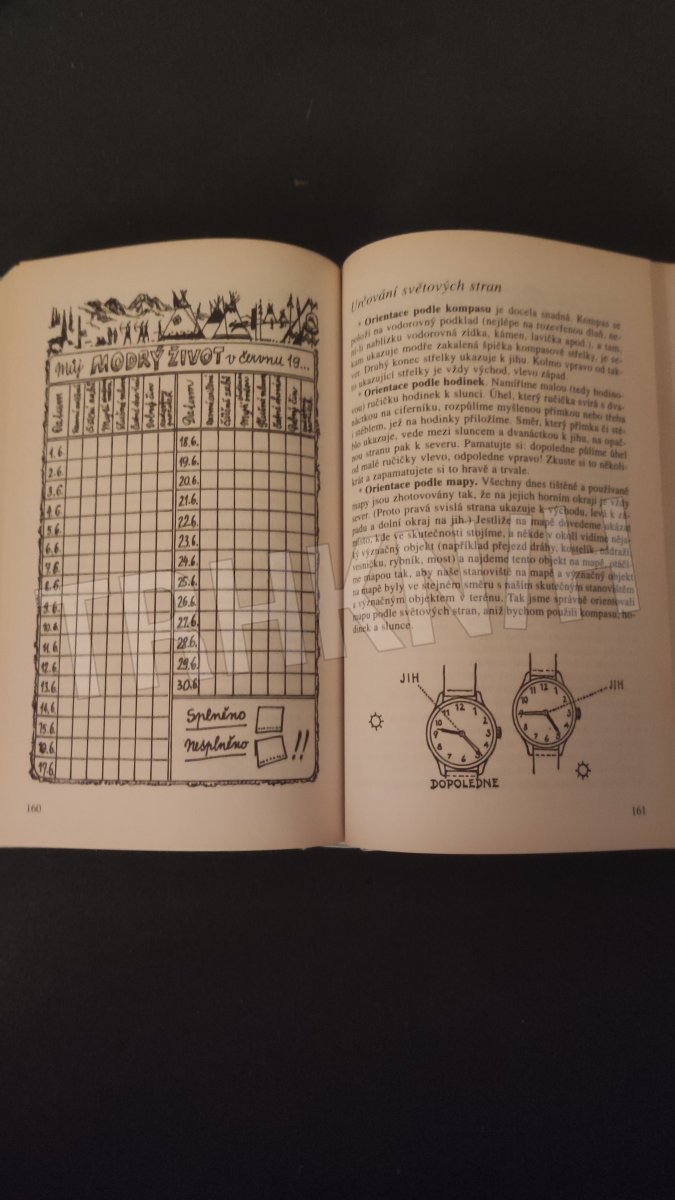 Můj MODRÝ ŽIVOT v červnu 19...
Datum
Datum
1.6.
2.6.
3.6.
4.6.
5.6.
6.6.
7.6.
8.6.
9.6.
10.6.
11.6.
12.6.
13.6.
14.6.
15.6.
16.6.
17.6.
18.6.
19.6.
20.6.
21.6.
22.6.
23.6.
24.6.
25.6.
26.6.
27.6.
28.6.
29.6.
30.6.
Splněno
Nesplněno !!
160
Určování světových stran
* Orientace podle kompasu je docela snadná. Kompas se
položí na vodorovný podklad (nejlépe na rozevřenou dlaň, ne-
ní-li nablízku vodorovná zídka, kámen, lavička apod.), a tam,
kam ukazuje modře zakalená špička kompasové střelky, je se-
ver. Druhý konec střelky ukazuje k jihu. Kolmo vpravo od tak-
to ukazující střelky je vždy východ, vlevo západ.
* Orientace podle hodinek. Namíříme malou (tedy hodino-
vou) ručičku hodinek k slunci. Úhel, který ručička svírá s dva-
náctkou na ciferníku, rozpůlíme myšlenou přímkou nebo třeba
i stéblem, jež na hodinky přiložíme. Směr, který přímka či sté-
blo ukazuje, vede mezi sluncem a dvanáctkou k jihu, na opač-
nou stranu pak k severu. Pamatujte si: dopoledne půlíme úhel
od malé ručičky vlevo, odpoledne vpravo! Zkuste si to několi-
krát a zapamatujete si to hravě a trvale.
* Orientace podle mapy. Všechny dnes tištěné a používané
mapy jsou zhotovovány tak, že na jejich horním okraji je vždy
sever. (Proto pravá svislá strana ukazuje k východu, levá k zá-
padu a dolní okraj na jih.) Jestliže na mapě dovedeme ukázat
místo, kde ve skutečnosti stojíme, a někde v okolí vidíme něja-
ký význačný objekt (například přejezd dráhy, kostelík, nádraží,
vesničku, rybník, most) a najdeme tento objekt na mapě, otáčí-
me mapou tak, aby naše stanoviště na mapě a význačný objekt
na mapě byly ve stejném směru s naším skutečným stanovištěm
a význačným objektem v terénu. Tak jsme správně orientovali
mapu podle světových stran, aniž bychom použili kompasu, ho-
dinek a slunce.
JIH
JIH
DOPOLEDNE
161
TRHKNIH